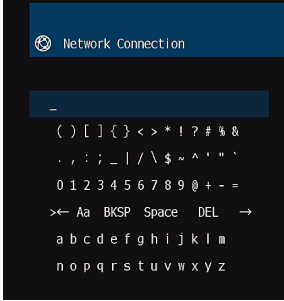 Network Connection
_
( ) [ ] { } < > * ! ? # % &
. , : ; _ | / \ $ ~ ^ ' " `
0 1 2 3 4 5 6 7 8 9 @ + - =
>← Aa BKSP Space DEL →
a b c d e f g h i j k l m
n o p q r s t u v w x y z